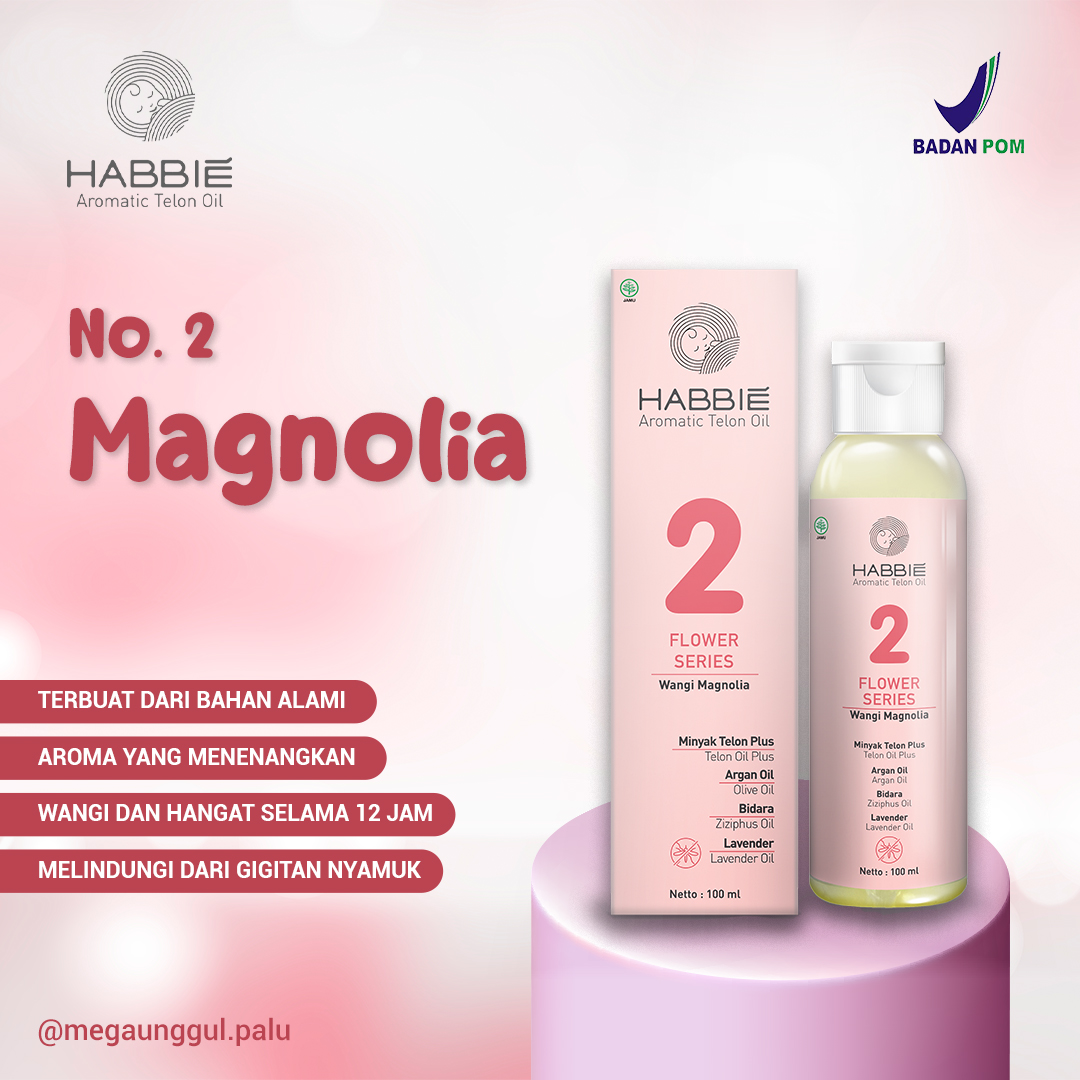 HABBIÉ
Aromatic Telon Oil
BADAN POM
No. 2
Magnolia
TERBUAT DARI BAHAN ALAMI
AROMA YANG MENENANGKAN
WANGI DAN HANGAT SELAMA 12 JAM
MELINDUNGI DARI GIGITAN NYAMUK
@megaunggul.palu
JAMU
HABBIÉ
Aromatic Telon Oil
2
FLOWER
SERIES
Wangi Magnolia
Minyak Telon Plus
Telon Oil Plus
Argan Oil
Olive Oil
Bidara
Ziziphus Oil
Lavender
Lavender Oil
Netto : 100 ml
JAMU
HABBIÉ
Aromatic Telon Oil
2
FLOWER
SERIES
Wangi Magnolia
Minyak Telon Plus
Telon Oil Plus
Argan Oil
Argan Oil
Bidara
Ziziphus Oil
Lavender
Lavender Oil
Netto : 100 ml